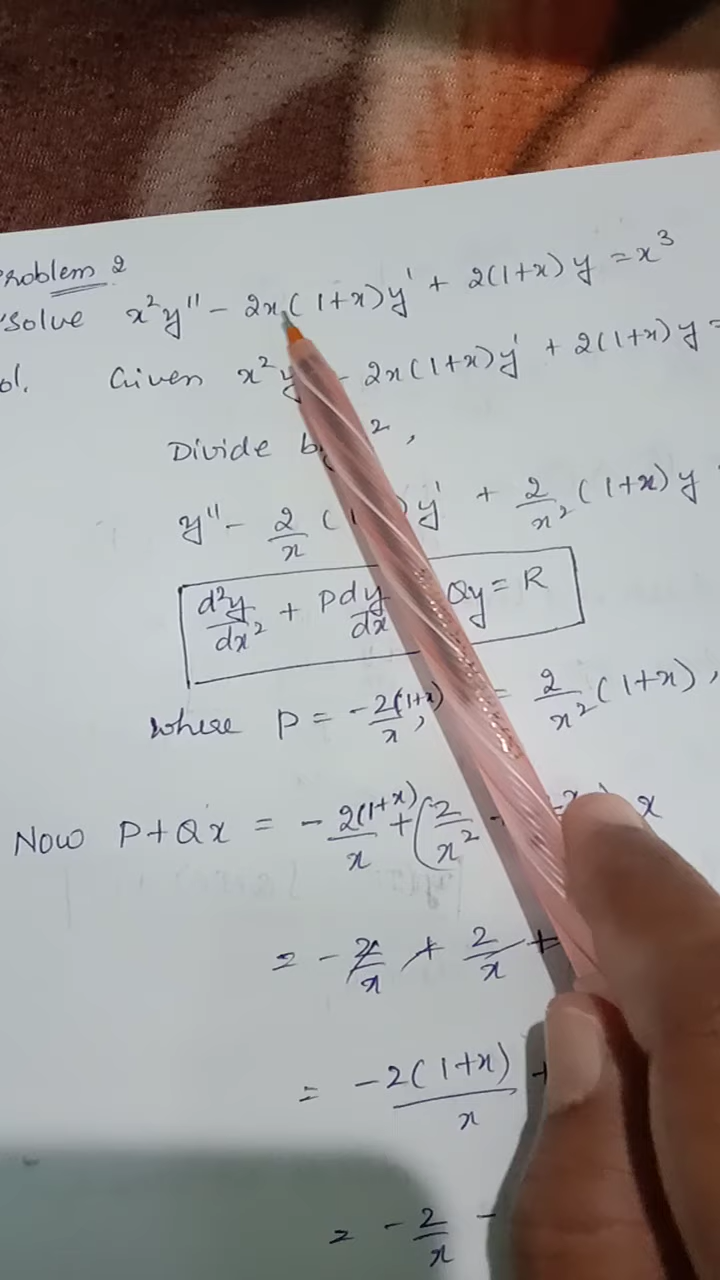 Problem 2
Solve x²y'' - 2x(1+x)y' + 2(1+x)y = x³
Given x²y - 2x(1+x)y' + 2(1+x)y =
Divide 2,
y'' - 2/x ( y' + 2/x² (1+x) y
d²y/dx² + P dy/dx Qy = R
where P = -2(1+x)/x, = 2/x² (1+x),
Now P+Qx = -2(1+x)/x + (2/x² x
= -2/x + 2/x +
= -2(1+x)/x +
= -2/x -